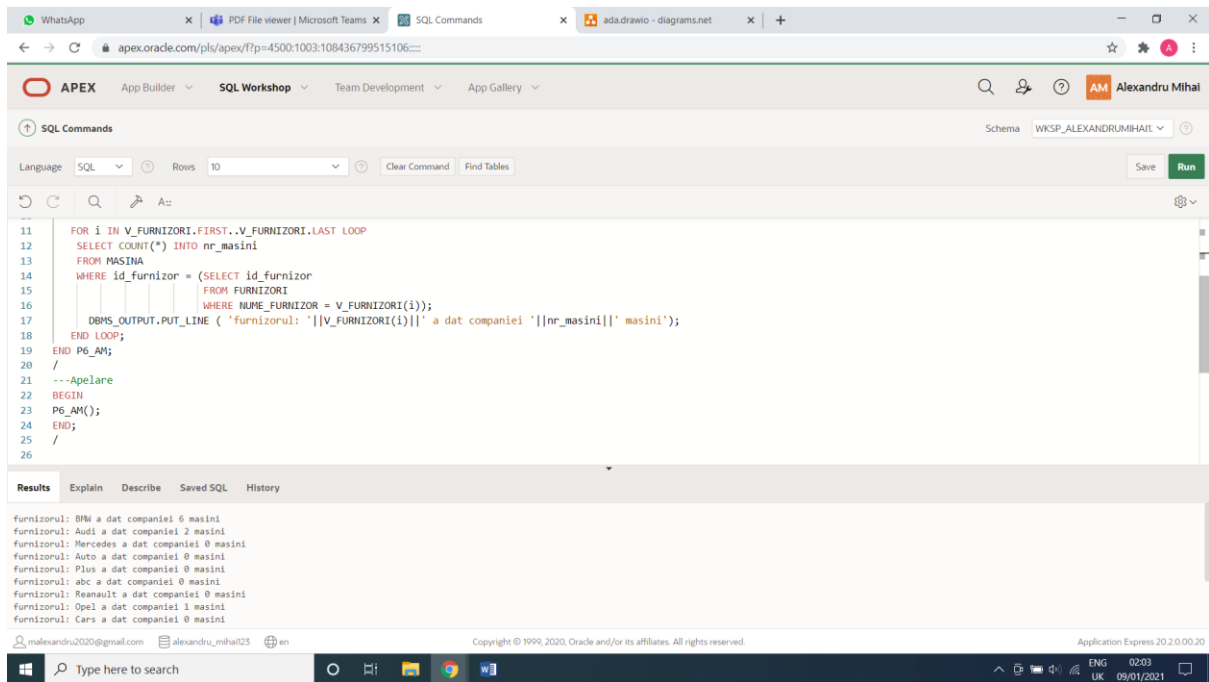 WhatsApp
PDF File viewer | Microsoft Teams
SQL Commands
ada.drawio - diagrams.net
apex.oracle.com/pls/apex/f?p=4500:1003:108436799515106:::::
A
APEX App Builder SQL Workshop Team Development App Gallery
AM Alexandru Mihai
SQL Commands
Schema WKSP_ALEXANDRUMIHAI1
Language SQL Rows 10 Clear Command Find Tables Save Run
11 FOR i IN V_FURNIZORI.FIRST..V_FURNIZORI.LAST LOOP
12 SELECT COUNT(*) INTO nr_masini
13 FROM MASINA
14 WHERE id_furnizor = (SELECT id_furnizor
15 FROM FURNIZORI
16 WHERE NUME_FURNIZOR = V_FURNIZORI(i));
17 DBMS_OUTPUT.PUT_LINE ( 'furnizorul: '||V_FURNIZORI(i)||' a dat companiei '||nr_masini||' masini');
18 END LOOP;
19 END P6_AM;
20 /
21 ---Apelare
22 BEGIN
23 P6_AM();
24 END;
25 /
26
Results Explain Describe Saved SQL History
furnizorul: BMW a dat companiei 6 masini
furnizorul: Audi a dat companiei 2 masini
furnizorul: Mercedes a dat companiei 0 masini
furnizorul: Auto a dat companiei 0 masini
furnizorul: Plus a dat companiei 0 masini
furnizorul: abc a dat companiei 0 masini
furnizorul: Reanault a dat companiei 0 masini
furnizorul: Opel a dat companiei 1 masini
furnizorul: Cars a dat companiei 0 masini
malexandru2020@gmail.com alexandru_mihai123 en
Copyright © 1999, 2020, Oracle and/or its affiliates. All rights reserved.
Application Express 20.2.0.00.20
Type here to search
ENG 02:03
UK 09/01/2021